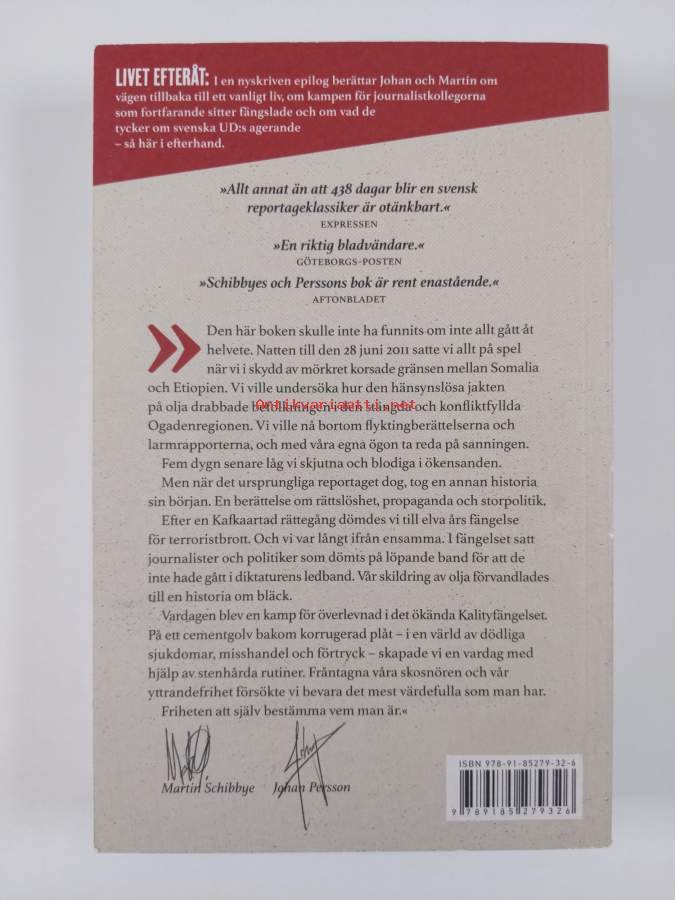 LIVET EFTERÅT: I en nyskriven epilog berättar Johan och Martin om
vägen tillbaka till ett vanligt liv, om kampen för journalistkollegorna
som fortfarande sitter fängslade och om vad de
tycker om svenska UD:s agerande
– så här i efterhand.
»Allt annat än att 438 dagar blir en svensk
reportageklassiker är otänkbart.«
EXPRESSEN
»En riktig bladvändare.«
GÖTEBORGS-POSTEN
»Schibbyes och Perssons bok är rent enastående.«
AFTONBLADET
Den här boken skulle inte ha funnits om inte allt gått åt
helvete. Natten till den 28 juni 2011 satte vi allt på spel
när vi i skydd av mörkret korsade gränsen mellan Somalia
och Etiopien. Vi ville undersöka hur den hänsynslösa jakten
på olja drabbade befolkningen i den stängda och konfliktfyllda
Antikvariaatti.net
Ogadenregionen. Vi ville nå bortom flyktingberättelserna och
larmrapporterna, och med våra egna ögon ta reda på sanningen.
Fem dygn senare låg vi skjutna och blodiga i ökensanden.
Men när det ursprungliga reportaget dog, tog en annan historia
sin början. En berättelse om rättslöshet, propaganda och storpolitik.
Efter en Kafkaartad rättegång dömdes vi till elva års fängelse
för terroristbrott. Och vi var långt ifrån ensamma. I fängelset satt
journalister och politiker som dömts på löpande band för att de
inte hade gått i diktaturens ledband. Vår skildring av olja förvandlades
till en historia om bläck.
Vardagen blev en kamp för överlevnad i det ökända Kalityfängelset.
På ett cementgolv bakom korrugerad plåt – i en värld av dödliga
sjukdomar, misshandel och förtryck – skapade vi en vardag med
hjälp av stenhårda rutiner. Fråntagna våra skosnören och vår
yttrandefrihet försökte vi bevara det mest värdefulla som man har.
Friheten att själv bestämma vem man är.«
Martin Schibbye Johan Persson
ISBN 978-91-85279-32-6
9 789185 279326